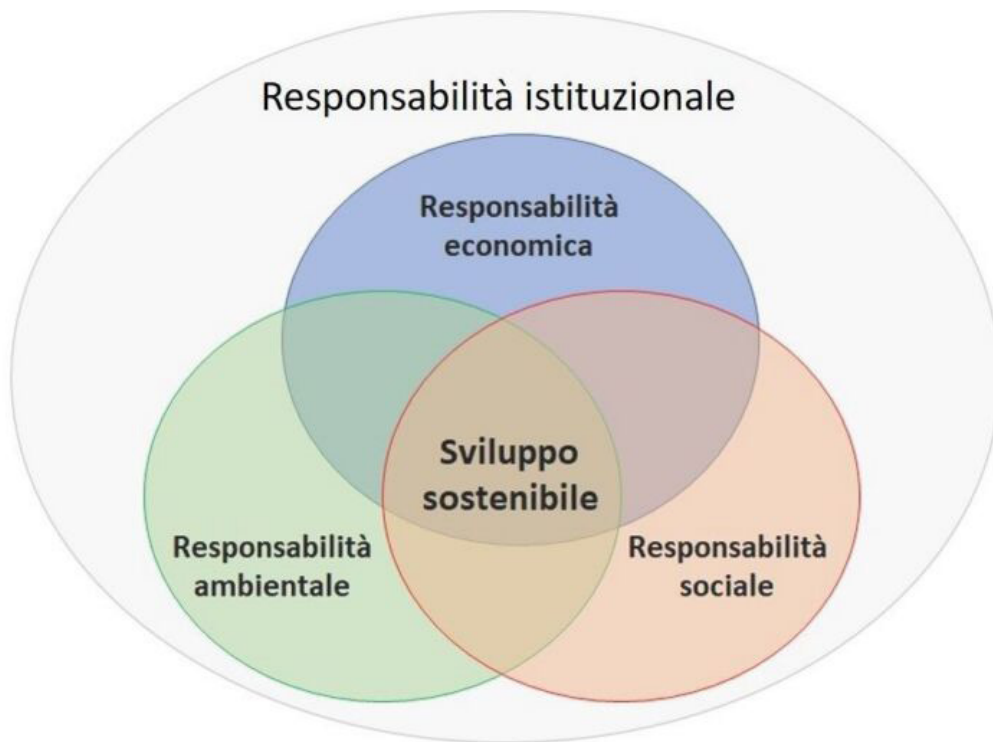 Responsabilità istituzionale
Responsabilità
economica
Sviluppo
sostenibile
Responsabilità
ambientale
Responsabilità
sociale